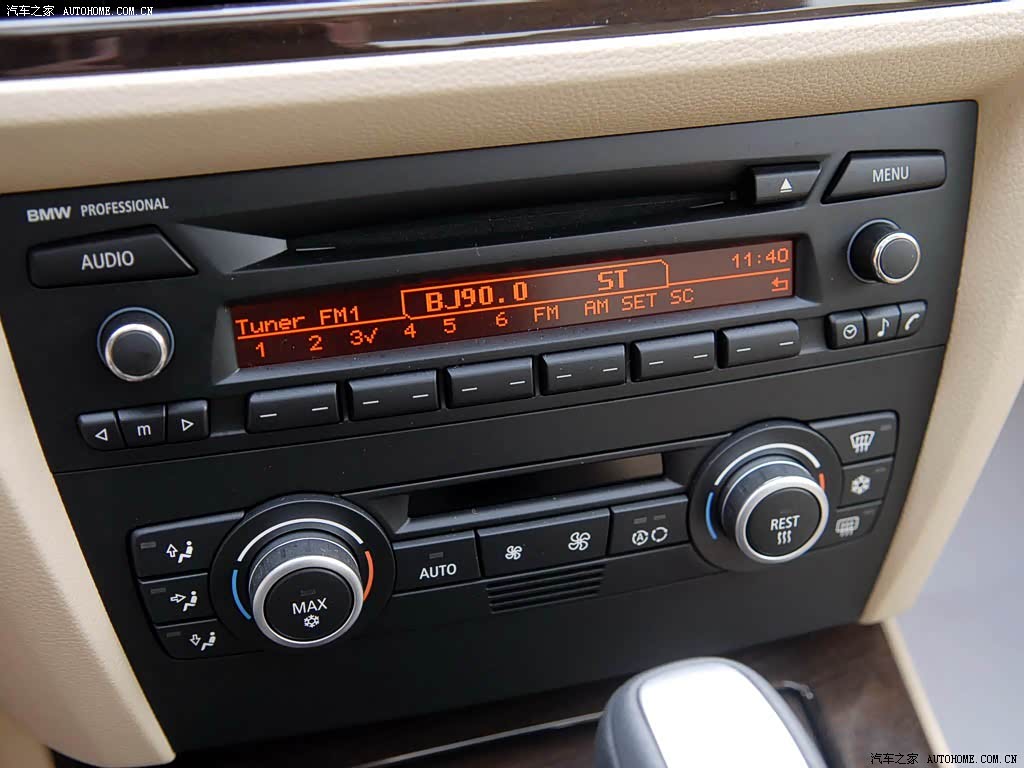 汽车之家 AUTOHOME.COM.CN
BMW PROFESSIONAL
MENU
AUDIO
11:40
BJ90.0 ST
Tuner FM1
1 2 3√ 4 5 6 FM AM SET SC
m
REST
AUTO
A
MAX
汽车之家 AUTOHOME.COM.CN